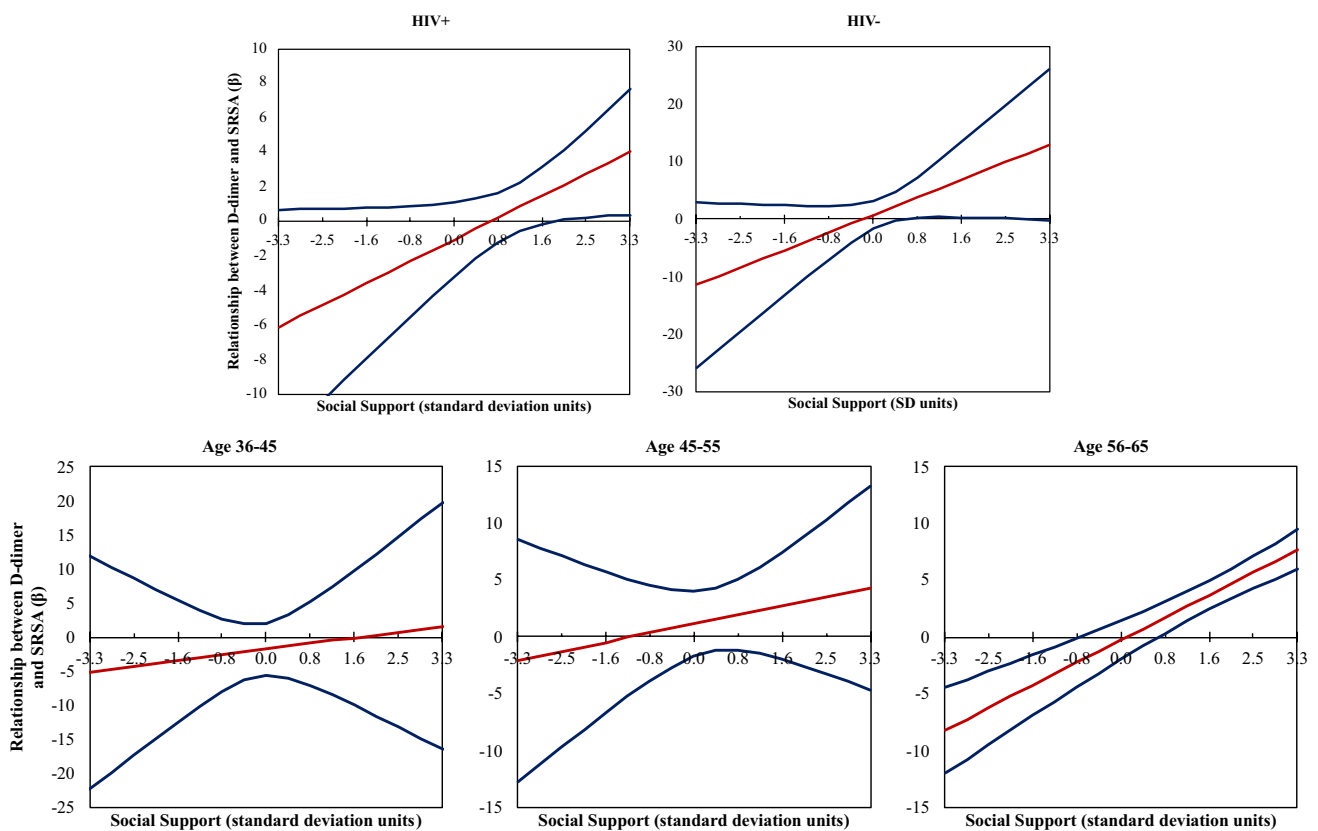 HIV+
Relationship between D-dimer and SRSA (β)
10
8
6
4
2
0
-2
-4
-6
-8
-10
-3.3 -2.5 -1.6 -0.8 0.0 0.8 1.6 2.5 3.3
Social Support (standard deviation units)
HIV-
30
20
10
0
-10
-20
-30
-3.3 -2.5 -1.6 -0.8 0.0 0.8 1.6 2.5 3.3
Social Support (SD units)
Age 36-45
Relationship between D-dimer
and SRSA (β)
25
20
15
10
5
0
-5
-10
-15
-20
-25
-3.3 -2.5 -1.6 -0.8 0.0 0.8 1.6 2.5 3.3
Social Support (standard deviation units)
Age 45-55
15
10
5
0
-5
-10
-15
-3.3 -2.5 -1.6 -0.8 0.0 0.8 1.6 2.5 3.3
Social Support (standard deviation units)
Age 56-65
15
10
5
0
-5
-10
-15
-3.3 -2.5 -1.6 -0.8 0.0 0.8 1.6 2.5 3.3
Social Support (standard deviation units)